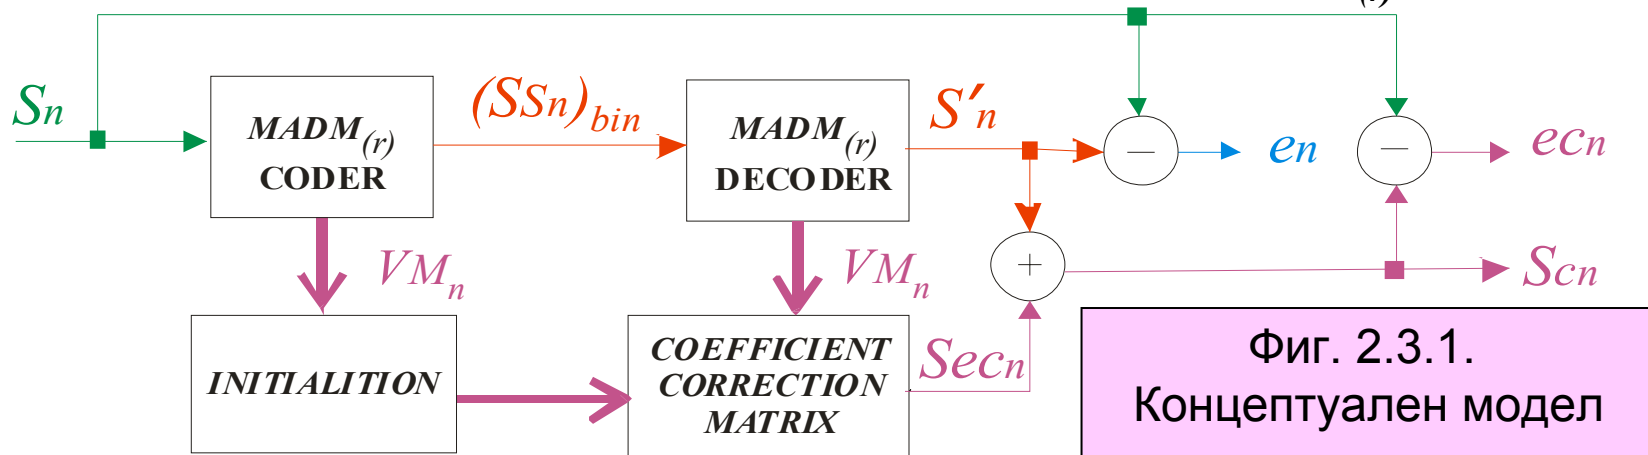 (r)
Sn
MADM(r)
CODER
(SSn)bin
MADM(r)
DECODER
S'n
−
en
−
ecn
VMn
VMn
+
Scn
INITIALITION
COEFFICIENT
CORRECTION
MATRIX
Secn
Фиг. 2.3.1.
Концептуален модел